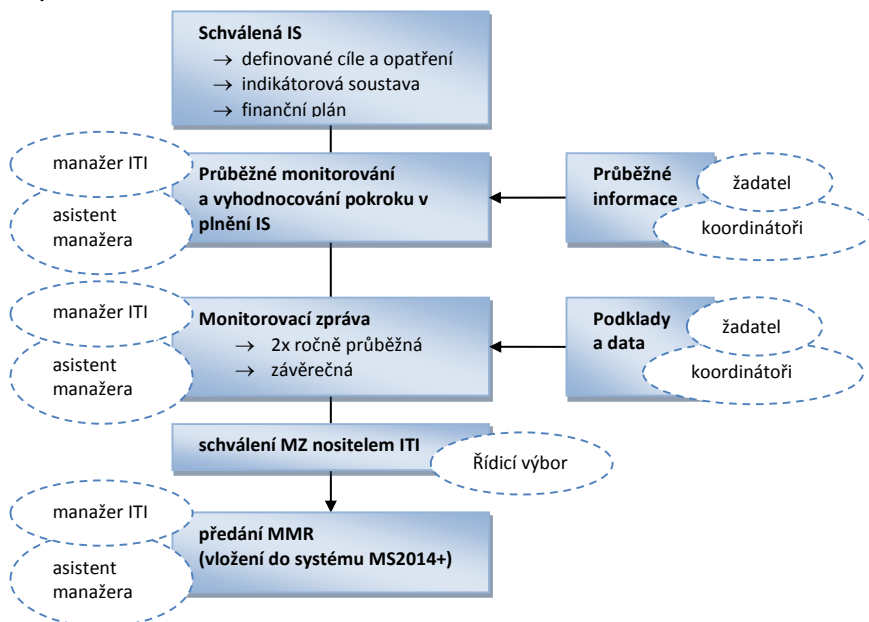 Schválená IS
→ definované cíle a opatření
→ indikátorová soustava
→ finanční plán
manažer ITI
asistent
manažera
Průběžné monitorování
a vyhodnocování pokroku v
plnění IS
Průběžné
informace
žadatel
koordinátoři
manažer ITI
asistent
manažera
Monitorovací zpráva
→ 2x ročně průběžná
→ závěrečná
Podklady
a data
žadatel
koordinátoři
schválení MZ nositelem ITI
Řídicí výbor
manažer ITI
asistent
manažera
předání MMR
(vložení do systému MS2014+)